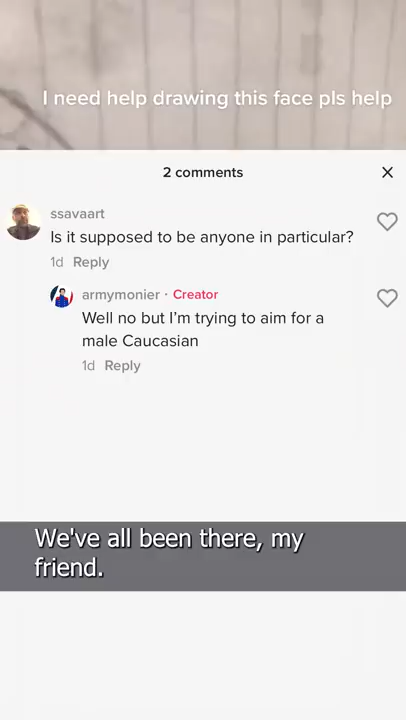 I need help drawing this face pls help
2 comments
ssavaart
Is it supposed to be anyone in particular?
1d Reply
armymonier · Creator
Well no but I'm trying to aim for a
male Caucasian
1d Reply
We've all been there, my
friend.